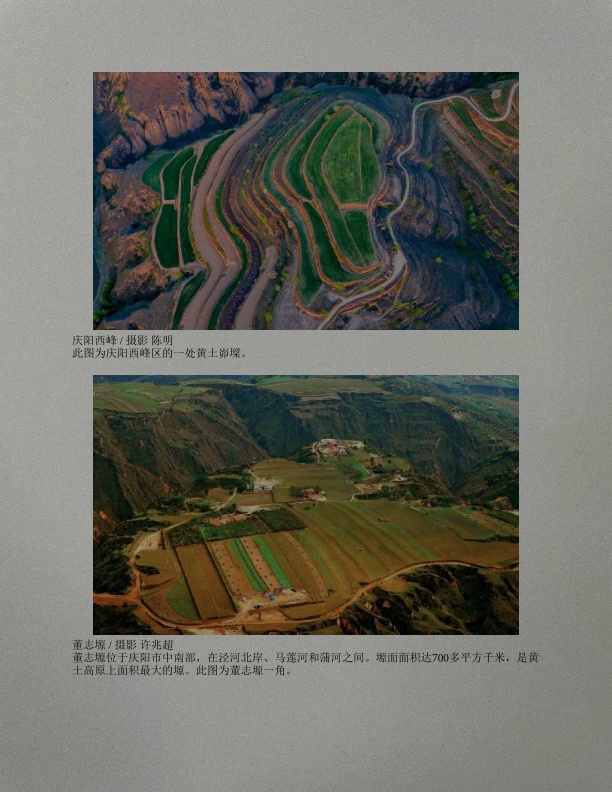 庆阳西峰 / 摄影 陈明
此图为庆阳西峰区的一处黄土峁墚。
董志塬 / 摄影 许兆超
董志塬位于庆阳市中南部，在泾河北岸、马莲河和蒲河之间。塬面面积达700多平方千米，是黄
土高原上面积最大的塬。此图为董志塬一角。